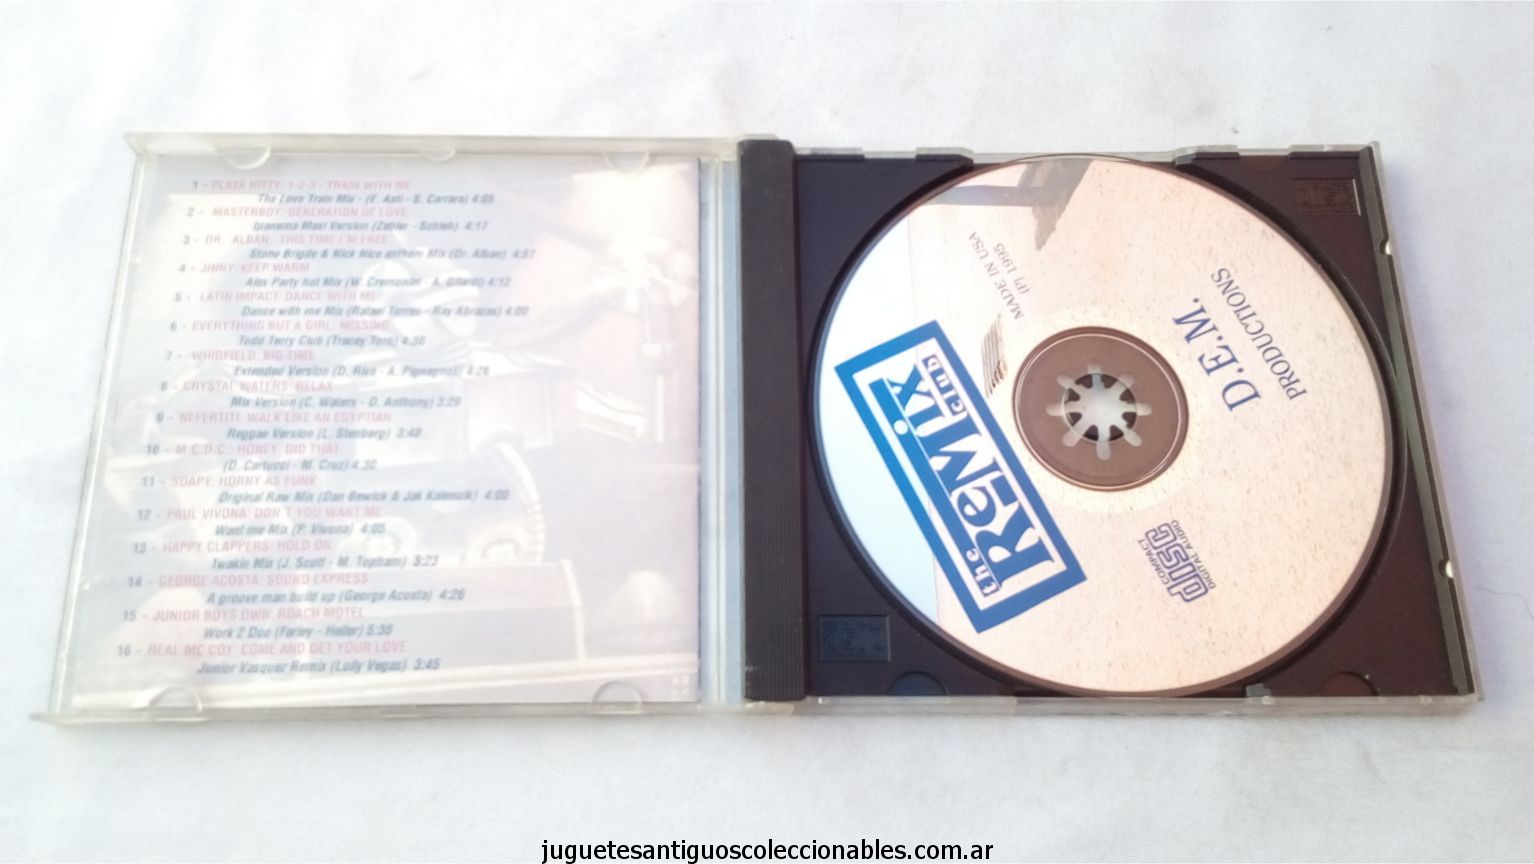 1 - PLAYA HITTY: 1-2-3 - TRAIN WITH ME
The Love Train Mix - (E. Asti - S. Carrara) 4:05
2 - MASTERBOY: GENERATION OF LOVE
Ipanema Maxi Version (Zabler - Schleh) 4:17
3 - DR. ALBAN: THIS TIME I'M FREE
Stone Brigde & Nick Nice anthem Mix (Dr. Alban) 4:57
4 - JINNY: KEEP WARM
Alex Party hot Mix (W. Cremonini - A. Gilardi) 4:12
5 - LATIN IMPACT: DANCE WITH ME
Dance with me Mix (Rafael Torres - Ray Abraxas) 4:00
6 - EVERYTHING BUT A GIRL: MISSING
Todd Terry Club (Tracey Torn) 4:30
7 - WHIGFIELD: BIG TIME
Extended Version (D. Riva - A. Pignagnoli) 4:26
8 - CRYSTAL WATERS: RELAX
Mix Version (C. Waters - D. Anthony) 3:29
9 - NEFERTITE: WALK LIKE AN EGYPTIAN
Reggae Version (L. Stenberg) 3:48
10 - M.C.D.C.: HONEY, DID THAT
(D. Cartucci - M. Cruz) 4:30
11 - SOAPY: HORNY AS FUNK
Original Raw Mix (Dan Bewick & Jak Kaleniuk) 4:00
12 - PAUL VIVONA: DON'T YOU WANT ME
Want me Mix (P. Vivona) 4:05
13 - HAPPY CLAPPERS: HOLD ON
Twakin Mix (J. Scott - M. Topham) 3:23
14 - GEORGE ACOSTA: SOUND EXPRESS
A groove man build up (George Acosta) 4:26
15 - JUNIOR BOYS OWN: ROACH MOTEL
Work 2 Doo (Farley - Heller) 5:30
16 - REAL MC COY: COME AND GET YOUR LOVE
Junior Vasquez Remix (Lolly Vegas) 3:45
MADE IN USA
(P) 1995
D.E.M.
PRODUCTIONS
the ReMix club
COMPACT
disc
DIGITAL AUDIO
juguetesantiguoscoleccionables.com.ar